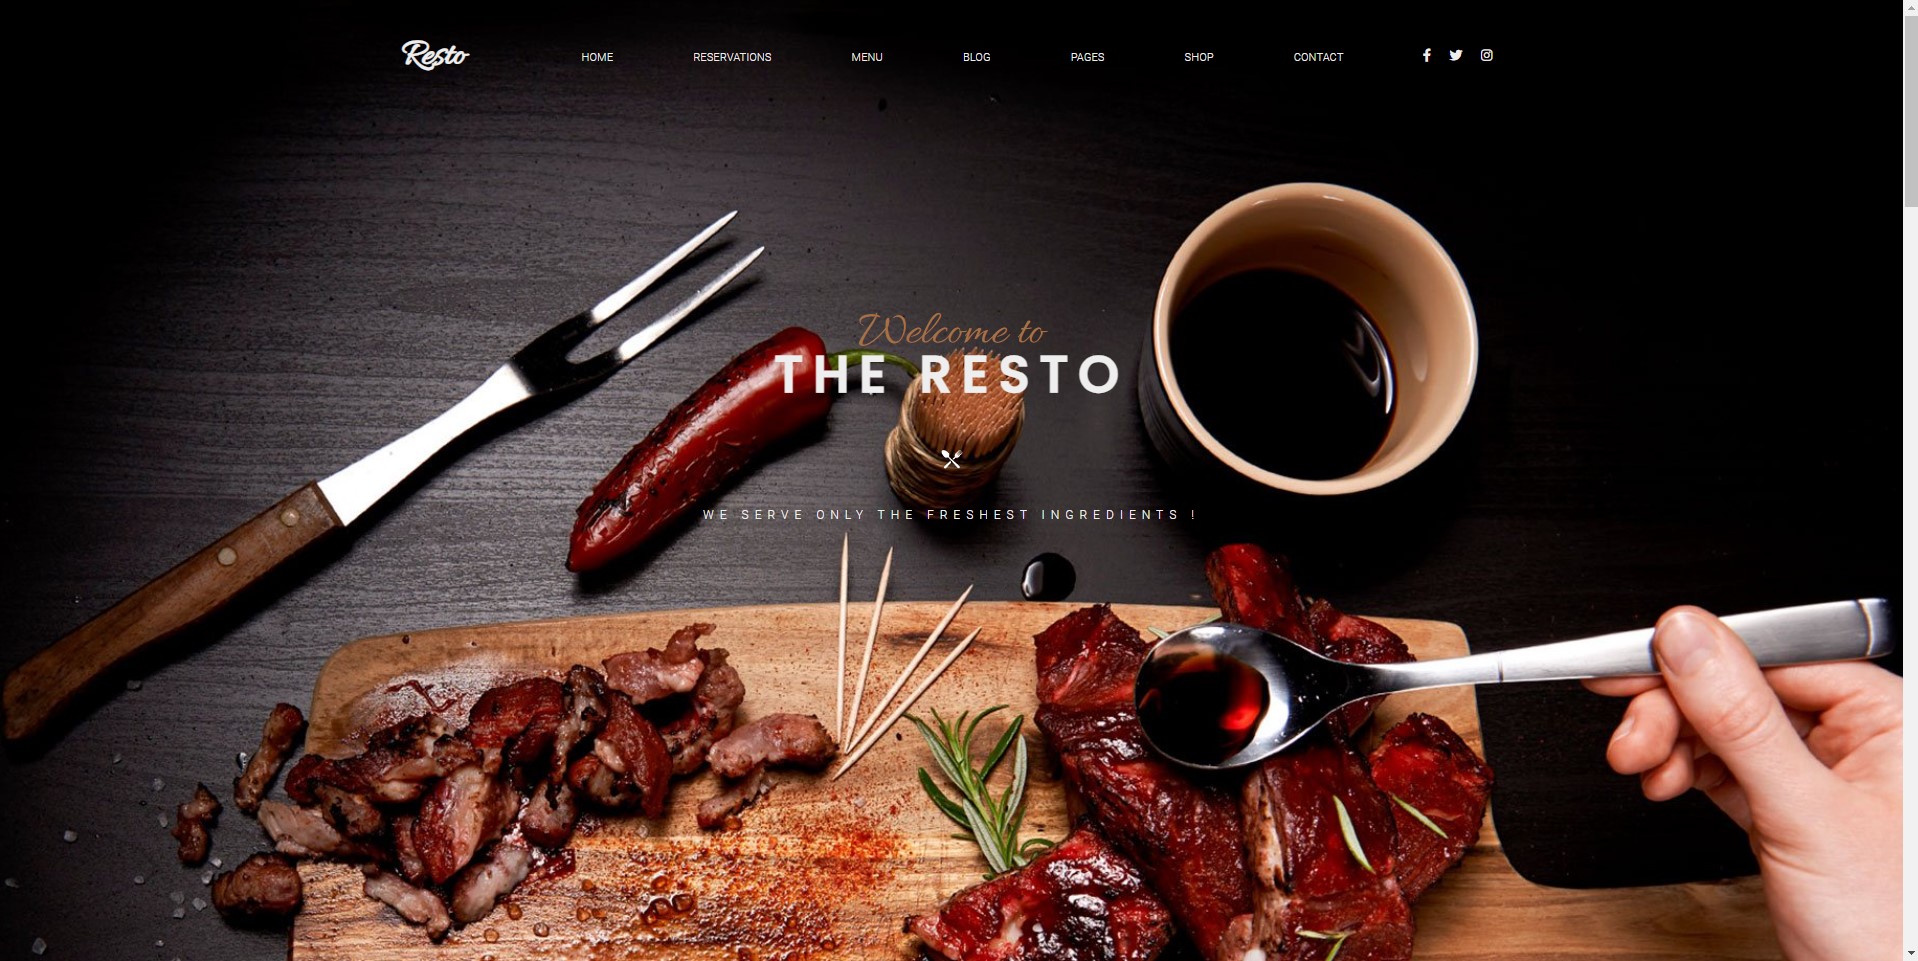 Resto HOME RESERVATIONS MENU BLOG PAGES SHOP CONTACT
Welcome to
THE RESTO
WE SERVE ONLY THE FRESHEST INGREDIENTS !